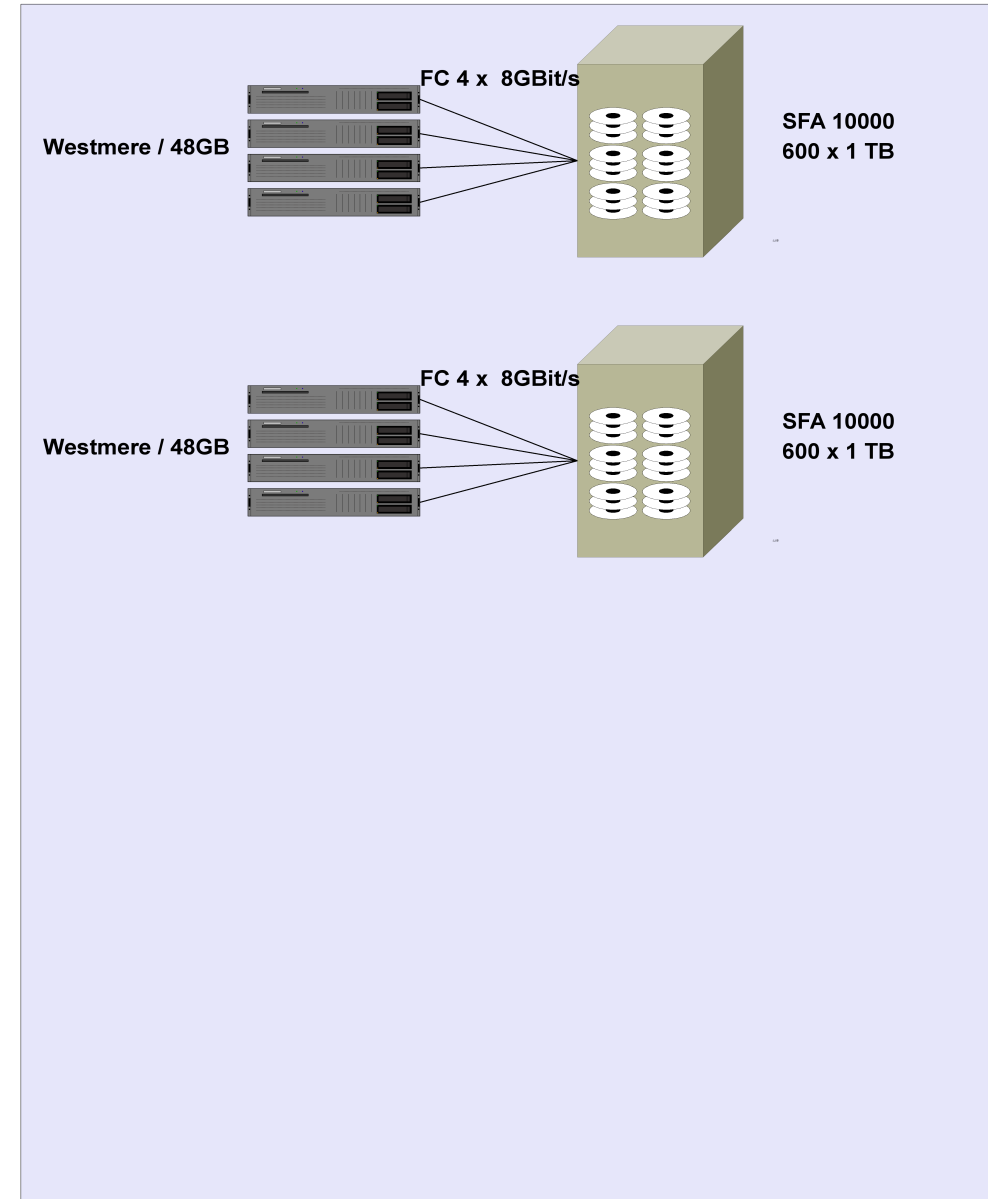 FC 4 x  8GBit/s
Westmere / 48GB
SFA 10000
600 x 1 TB
FC 4 x  8GBit/s
Westmere / 48GB
SFA 10000
600 x 1 TB